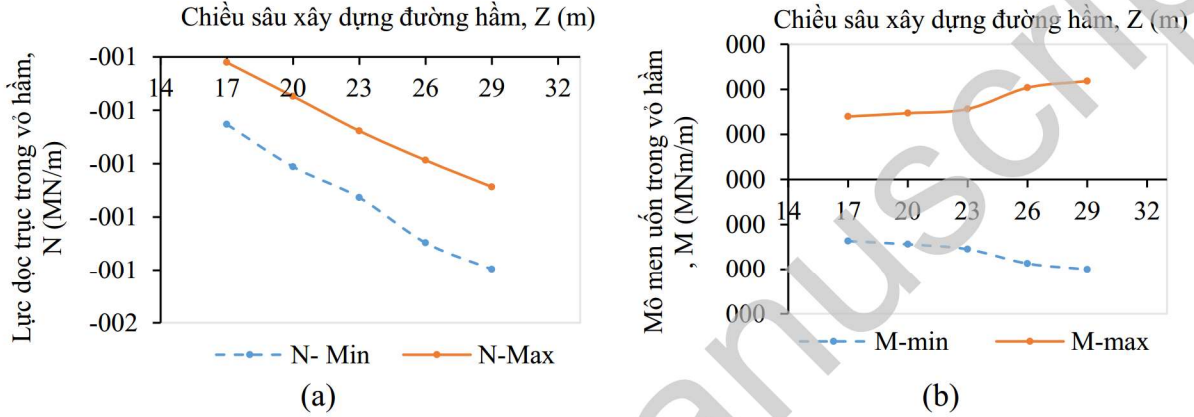 Chiều sâu xây dựng đường hầm, Z (m)
-001
14 17 20 23 26 29 32
-001
-001
-001
-001
-002
Lực dọc trục trong vỏ hầm,
N (MN/m)
N- Min N-Max
(a)
Chiều sâu xây dựng đường hầm, Z (m)
000
000
000
000
14 17 20 23 26 29 32
000
000
000
Mô men uốn trong vỏ hầm
, M (MNm/m)
M-min M-max
(b)
anuscrip